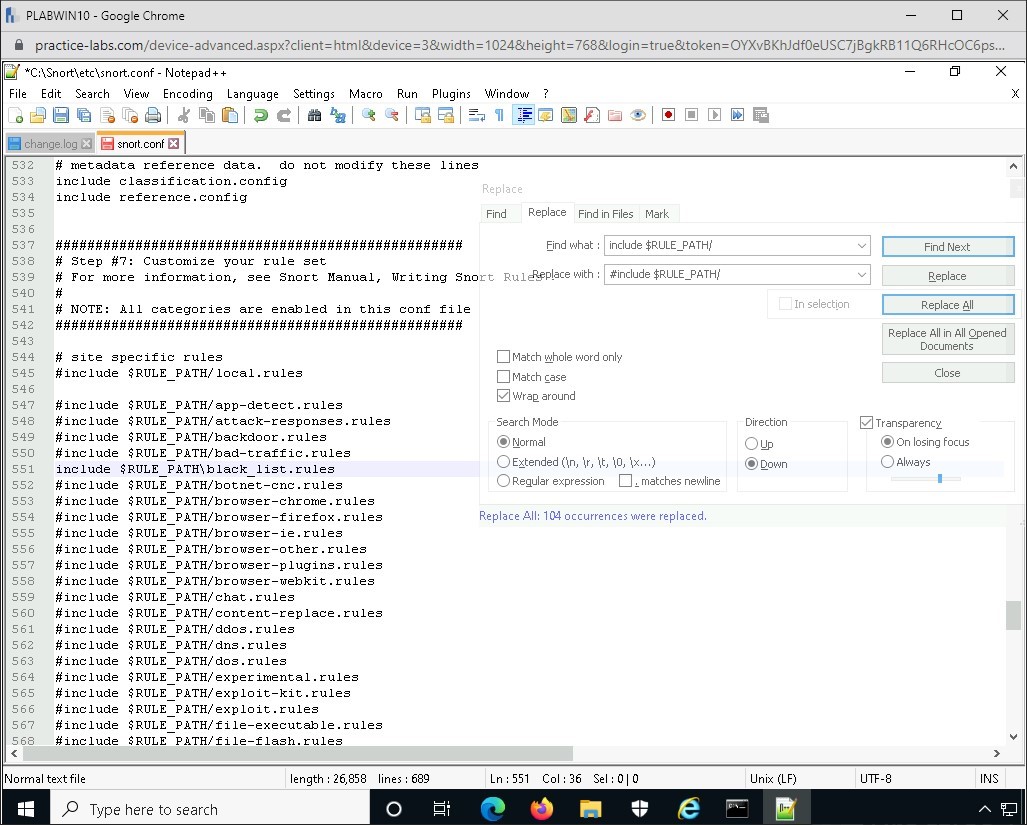 PLABWIN10 - Google Chrome
practice-labs.com/device-advanced.aspx?client=html&device=3&width=1024&height=768&login=true&token=OYXvBKhJdf0eUSC7jBgkRB11Q6RHcOC6ps...
*C:\Snort\etc\snort.conf - Notepad++
File Edit Search View Encoding Language Settings Macro Run Plugins Window ? X
change.log snort.conf
532 # metadata reference data.  do not modify these lines
533 include classification.config
534 include reference.config
535
536
537 ###################################################
538 # Step #7: Customize your rule set
539 # For more information, see Snort Manual, Writing Snort Rules
540 #
541 # NOTE: All categories are enabled in this conf file
542 ###################################################
543
544 # site specific rules
545 #include $RULE_PATH/local.rules
546
547 #include $RULE_PATH/app-detect.rules
548 #include $RULE_PATH/attack-responses.rules
549 #include $RULE_PATH/backdoor.rules
550 #include $RULE_PATH/bad-traffic.rules
551 include $RULE_PATH\black_list.rules
552 #include $RULE_PATH/botnet-cnc.rules
553 #include $RULE_PATH/browser-chrome.rules
554 #include $RULE_PATH/browser-firefox.rules
555 #include $RULE_PATH/browser-ie.rules
556 #include $RULE_PATH/browser-other.rules
557 #include $RULE_PATH/browser-plugins.rules
558 #include $RULE_PATH/browser-webkit.rules
559 #include $RULE_PATH/chat.rules
560 #include $RULE_PATH/content-replace.rules
561 #include $RULE_PATH/ddos.rules
562 #include $RULE_PATH/dns.rules
563 #include $RULE_PATH/dos.rules
564 #include $RULE_PATH/experimental.rules
565 #include $RULE_PATH/exploit-kit.rules
566 #include $RULE_PATH/exploit.rules
567 #include $RULE_PATH/file-executable.rules
568 #include $RULE_PATH/file-flash.rules
Replace
Find Replace Find in Files Mark
Find what : include $RULE_PATH/ Find Next
Replace with : #include $RULE_PATH/ Replace
In selection Replace All
Replace All in All Opened
Documents
Match whole word only
Match case Close
Wrap around
Search Mode Direction Transparency
Normal Up On losing focus
Extended (\n, \r, \t, \0, \x...) Down Always
Regular expression . matches newline
Replace All: 104 occurrences were replaced.
Normal text file length : 26,858 lines : 689 Ln : 551 Col : 36 Sel : 0 | 0 Unix (LF) UTF-8 INS
Type here to search